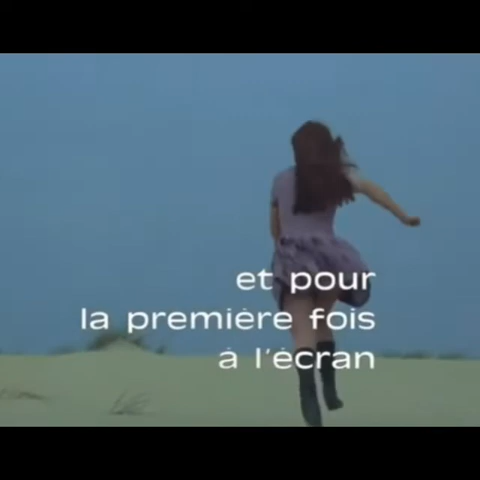 et pour
la première fois
à l'écran